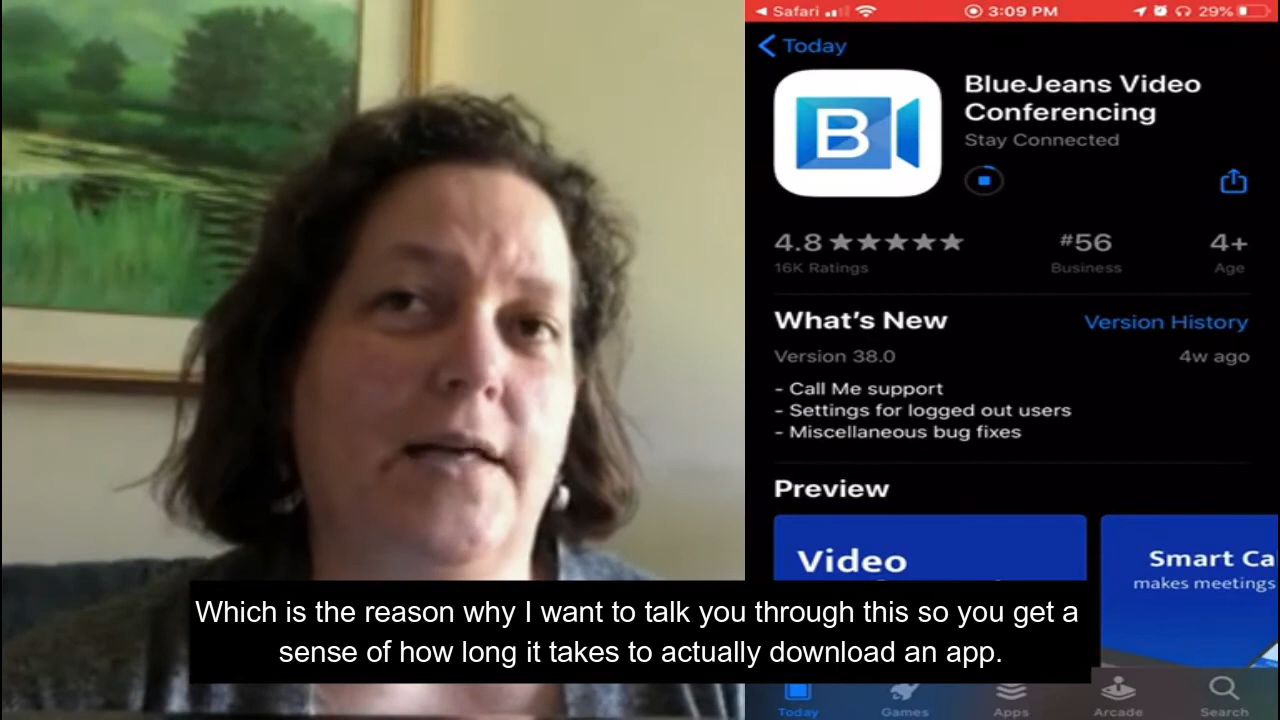 Safari
3:09 PM
29%
Today
B
BlueJeans Video
Conferencing
Stay Connected
4.8
#56
4+
16K Ratings
Business
Age
What's New
Version History
Version 38.0
4w ago
- Call Me support
- Settings for logged out users
- Miscellaneous bug fixes
Preview
Video
Smart Ca
makes meetings
Which is the reason why I want to talk you through this so you get a
sense of how long it takes to actually download an app.
Today
Games
Apps
Arcade
Search